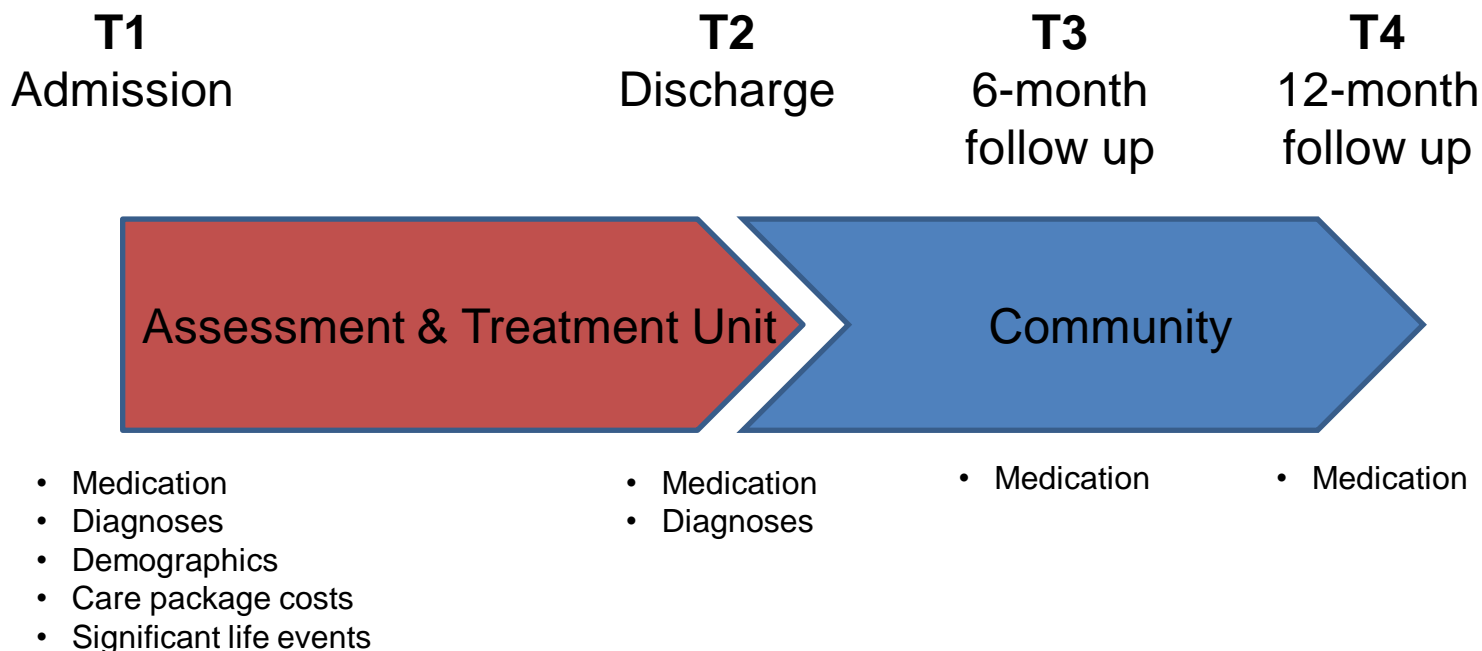 T1
Admission
T2
Discharge
T3
6-month
follow up
T4
12-month
follow up
Assessment & Treatment Unit
Community
• Medication
• Diagnoses
• Demographics
• Care package costs
• Significant life events
• Medication
• Diagnoses
• Medication
• Medication